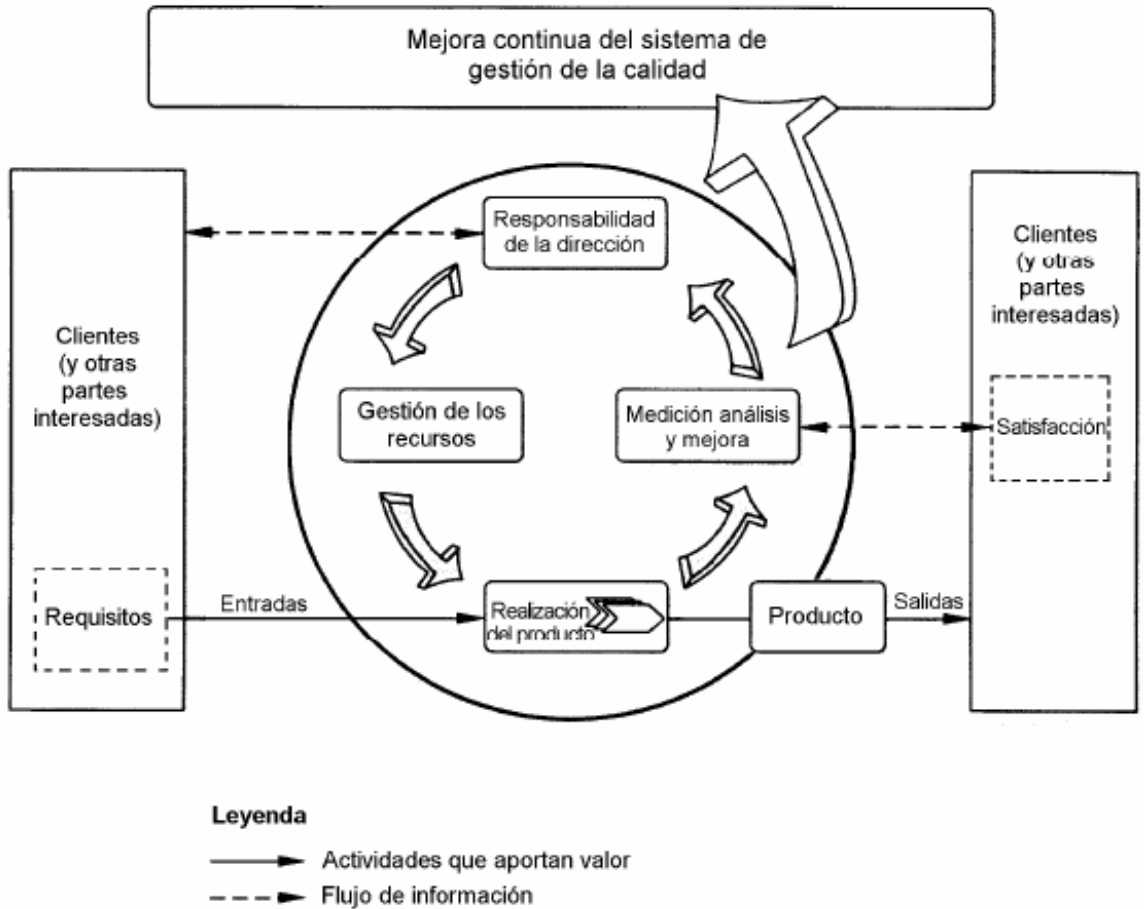 Mejora continua del sistema de
gestión de la calidad
Responsabilidad
de la dirección
Clientes
(y otras
partes
interesadas)
Clientes
(y otras
partes
interesadas)
Gestión de los
recursos
Medición análisis
y mejora
Satisfacción
Requisitos
Entradas
Realización
del producto
Producto
Salidas
Leyenda
Actividades que aportan valor
Flujo de información